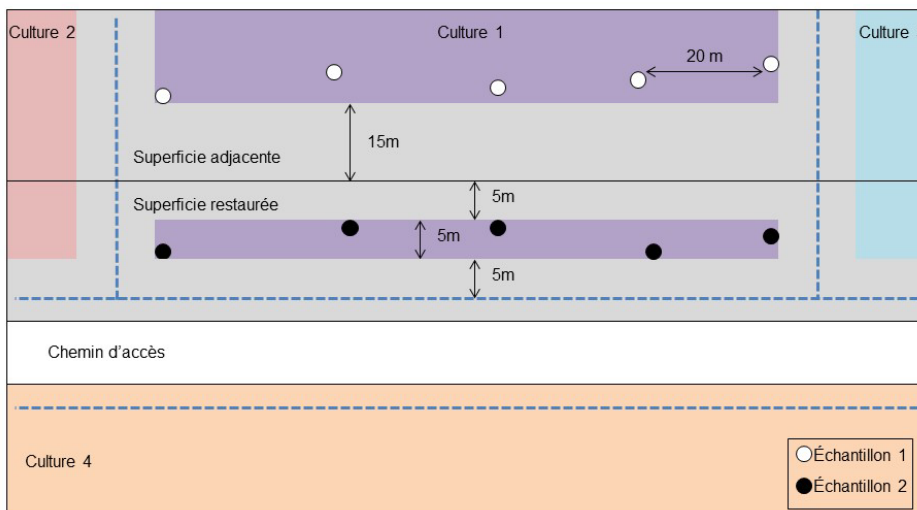 Culture 2
Culture 1
Culture
20 m
15m
Superficie adjacente
5m
Superficie restaurée
5m
5m
Chemin d'accès
Culture 4
Échantillon 1
Échantillon 2